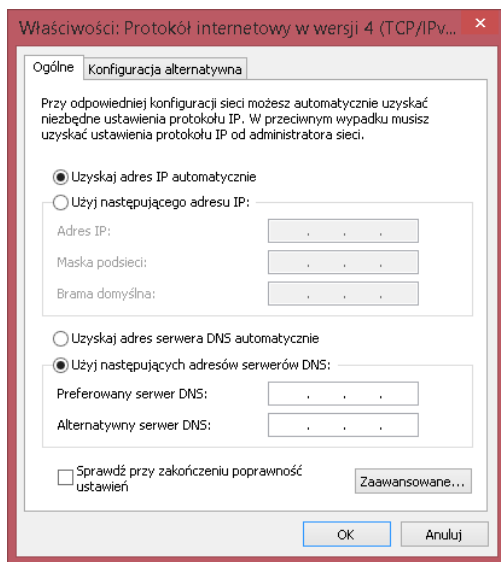 Właściwości: Protokół internetowy w wersji 4 (TCP/IPv...
Ogólne
Konfiguracja alternatywna
Przy odpowiedniej konfiguracji sieci możesz automatycznie uzyskać
niezbędne ustawienia protokołu IP. W przeciwnym wypadku musisz
uzyskać ustawienia protokołu IP od administratora sieci.
Uzyskaj adres IP automatycznie
Użyj następującego adresu IP:
Adres IP:
Maska podsieci:
Brama domyślna:
Uzyskaj adres serwera DNS automatycznie
Użyj następujących adresów serwerów DNS:
Preferowany serwer DNS:
Alternatywny serwer DNS:
Sprawdź przy zakończeniu poprawność
ustawień
Zaawansowane...
OK
Anuluj